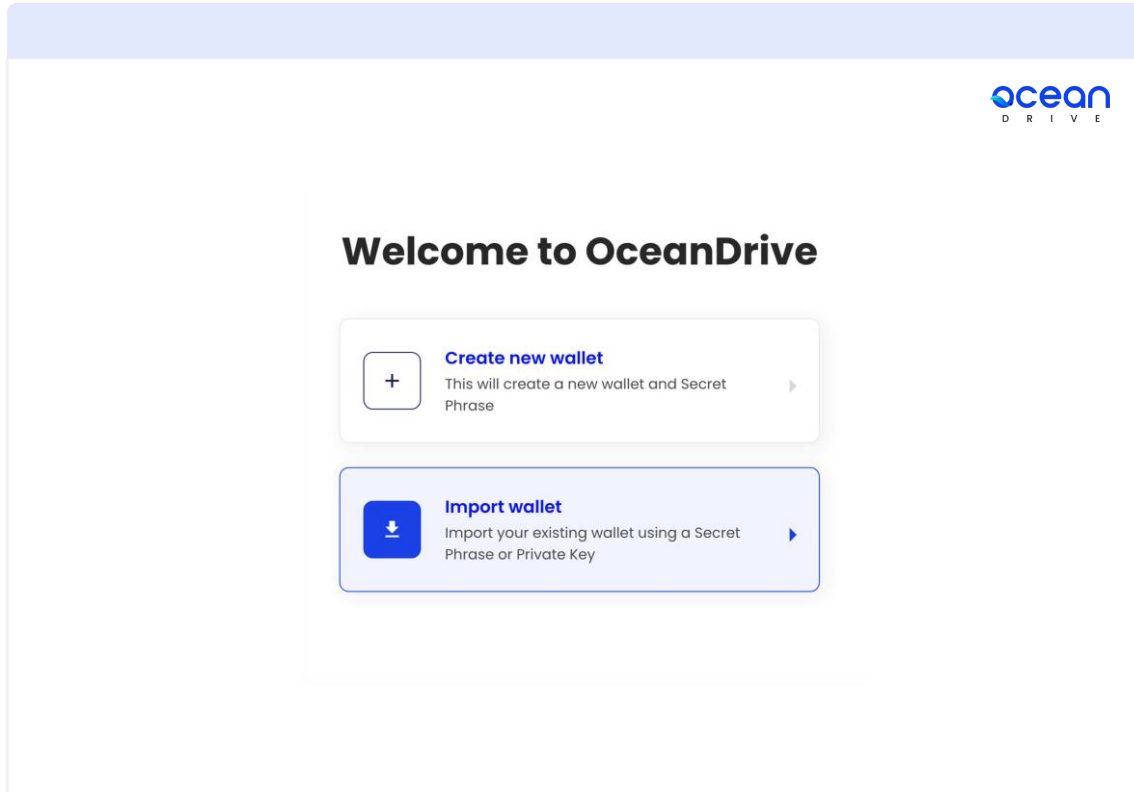 ocean
DRIVE
Welcome to OceanDrive
Create new wallet
This will create a new wallet and Secret
Phrase
Import wallet
Import your existing wallet using a Secret
Phrase or Private Key